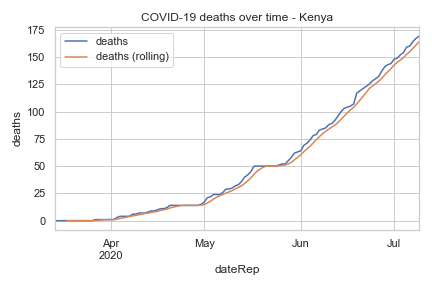 COVID-19 deaths over time - Kenya
deaths
deaths (rolling)
175
150
125
100
75
50
25
0
deaths
Apr
2020
May
Jun
Jul
dateRep